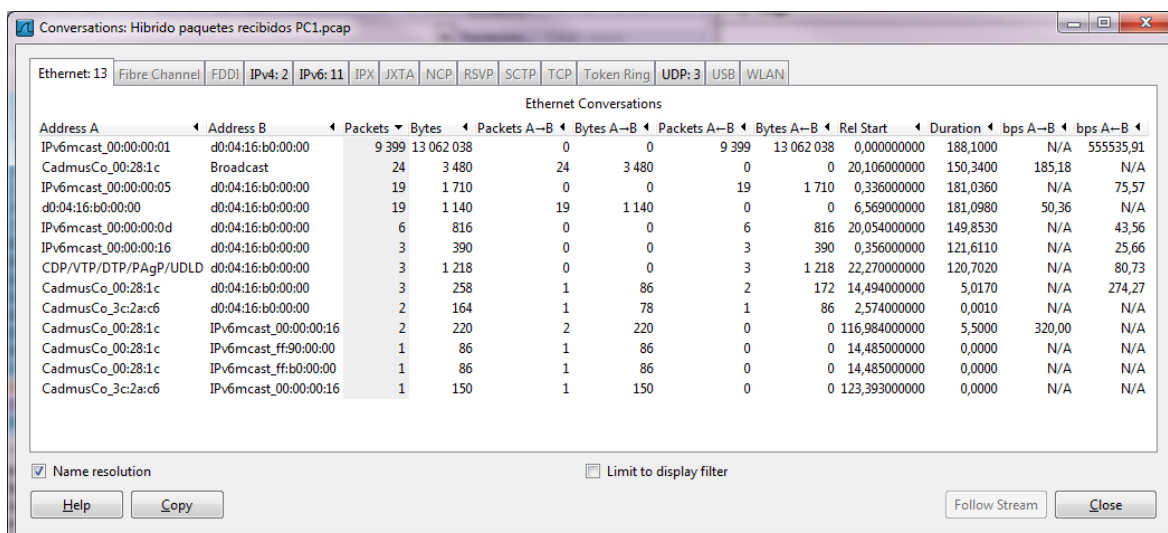 Conversations: Hibrido paquetes recibidos PC1.pcap
Ethernet: 13 Fibre Channel FDDI IPv4: 2 IPv6: 11 IPX JXTA NCP RSVP SCTP TCP Token Ring UDP: 3 USB WLAN
Ethernet Conversations
Address A Address B Packets Bytes Packets A→B Bytes A→B Packets A←B Bytes A←B Rel Start Duration bps A→B bps A←B
IPv6mcast_00:00:00:01 d0:04:16:b0:00:00 9 399 13 062 038 0 0 9 399 13 062 038 0,000000000 188,1000 N/A 555535,91
CadmusCo_00:28:1c Broadcast 24 3 480 24 3 480 0 0 20,106000000 150,3400 185,18 N/A
IPv6mcast_00:00:00:05 d0:04:16:b0:00:00 19 1 710 0 0 19 1 710 0,336000000 181,0360 N/A 75,57
d0:04:16:b0:00:00 d0:04:16:b0:00:00 19 1 140 19 1 140 0 0 6,569000000 181,0980 50,36 N/A
IPv6mcast_00:00:00:0d d0:04:16:b0:00:00 6 816 0 0 6 816 20,054000000 149,8530 N/A 43,56
IPv6mcast_00:00:00:16 d0:04:16:b0:00:00 3 390 0 0 3 390 0,356000000 121,6110 N/A 25,66
CDP/VTP/DTP/PAgP/UDLD d0:04:16:b0:00:00 3 1 218 0 0 3 1 218 22,270000000 120,7020 N/A 80,73
CadmusCo_00:28:1c d0:04:16:b0:00:00 3 258 1 86 2 172 14,494000000 5,0170 N/A 274,27
CadmusCo_3c:2a:c6 d0:04:16:b0:00:00 2 164 1 78 1 86 2,574000000 0,0010 N/A N/A
CadmusCo_00:28:1c IPv6mcast_00:00:00:16 2 220 2 220 0 0 116,984000000 5,5000 320,00 N/A
CadmusCo_00:28:1c IPv6mcast_ff:90:00:00 1 86 1 86 0 0 14,485000000 0,0000 N/A N/A
CadmusCo_00:28:1c IPv6mcast_ff:b0:00:00 1 86 1 86 0 0 14,485000000 0,0000 N/A N/A
CadmusCo_3c:2a:c6 IPv6mcast_00:00:00:16 1 150 1 150 0 0 123,393000000 0,0000 N/A N/A
Name resolution Limit to display filter
Help Copy Follow Stream Close